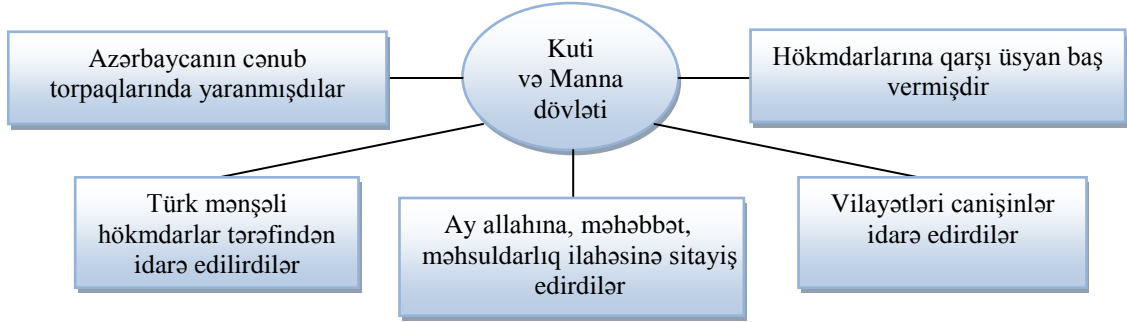 Azərbaycanın cənub
torpaqlarında yaranmışdılar
Kuti
və Manna
dövləti
Hökmdarlarına qarşı üsyan baş
vermişdir
Türk mənşəli
hökmdarlar tərəfindən
idarə edilirdilər
Ay allahına, məhəbbət,
məhsuldarlıq ilahəsinə sitayiş
edirdilər
Vilayətləri canişinlər
idarə edirdilər